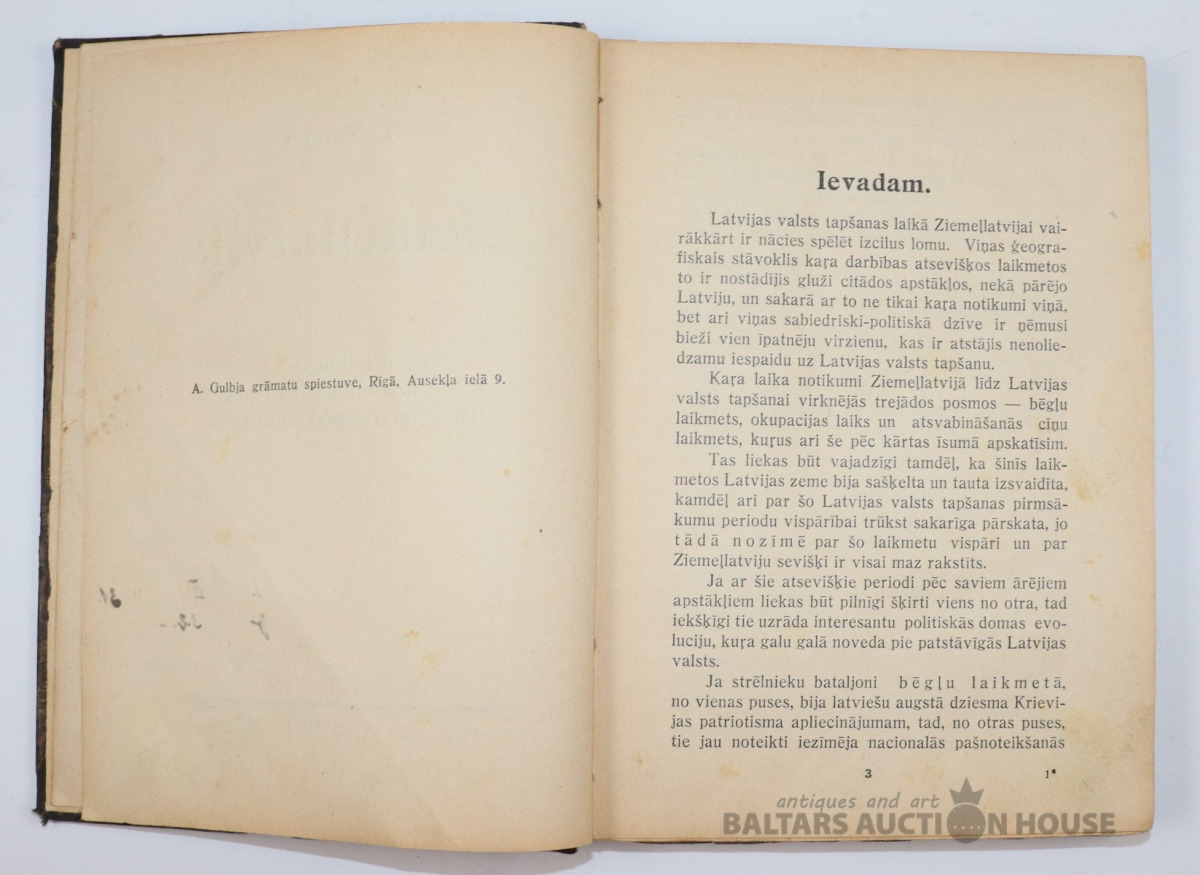 A. Gulbja grāmatu spiestuve, Rīgā, Ausekļa ielā 9.
31
Ievadam.
Latvijas valsts tapšanas laikā Ziemeļlatvijai vai-
rākkārt ir nācies spēlēt izcilus lomu. Viņas ģeogra-
fiskais stāvoklis kaŗa darbības atsevišķos laikmetos
to ir nostādījis gluži citādos apstākļos, nekā pārējo
Latviju, un sakarā ar to ne tikai kaŗa notikumi viņā,
bet ari viņas sabiedriski-politiskā dzīve ir ņēmusi
bieži vien īpatnēju virzienu, kas ir atstājis nenolie-
dzamu iespaidu uz Latvijas valsts tapšanu.
Kaŗa laika notikumi Ziemeļlatvijā līdz Latvijas
valsts tapšanai virknējās trejādos posmos — bēgļu
laikmets, okupacijas laiks un atsvabināšanās cīņu
laikmets, kuŗus ari še pēc kārtas īsumā apskatīsim.
Tas liekas būt vajadzīgi tamdēļ, ka šinīs laik-
metos Latvijas zeme bija sašķelta un tauta izsvaidīta,
kamdēļ ari par šo Latvijas valsts tapšanas pirmsā-
kumu periodu vispārībai trūkst sakarīga pārskata, jo
tādā nozīmē par šo laikmetu vispāri un par
Ziemeļlatviju sevišķi ir visai maz rakstīts.
Ja ar šie atsevišķie periodi pēc saviem ārējiem
apstākļiem liekas būt pilnīgi šķirti viens no otra, tad
iekšķīgi tie uzrāda interesantu politiskās domas evo-
luciju, kuŗa galu galā noveda pie patstāvīgās Latvijas
valsts.
Ja strēlnieku bataljoni bēgļu laikmetā,
no vienas puses, bija latviešu augstā dziesma Krievi-
jas patriotisma apliecinājumam, tad, no otras puses,
tie jau noteikti iezīmēja nacionalās pašnoteikšanās
3 1*
antiques and art
BALTARS AUCTION HOUSE